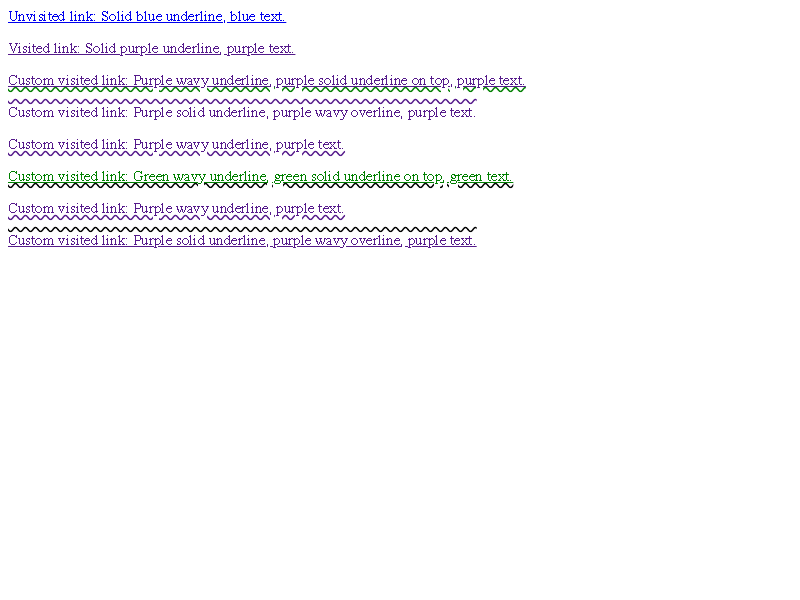 Unvisited link: Solid blue underline, blue text.
Visited link: Solid purple underline, purple text.
Custom visited link: Purple wavy underline, purple solid underline on top, purple text.
Custom visited link: Purple solid underline, purple wavy overline, purple text.
Custom visited link: Purple wavy underline, purple text.
Custom visited link: Green wavy underline, green solid underline on top, green text.
Custom visited link: Purple wavy underline, purple text.
Custom visited link: Purple solid underline, purple wavy overline, purple text.